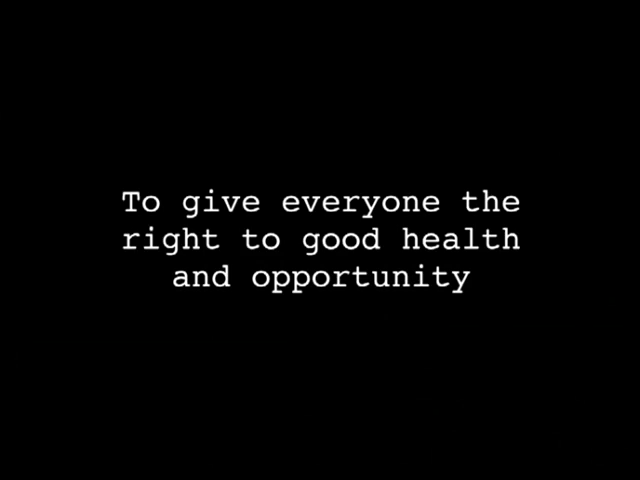 To give everyone the
right to good health
and opportunity